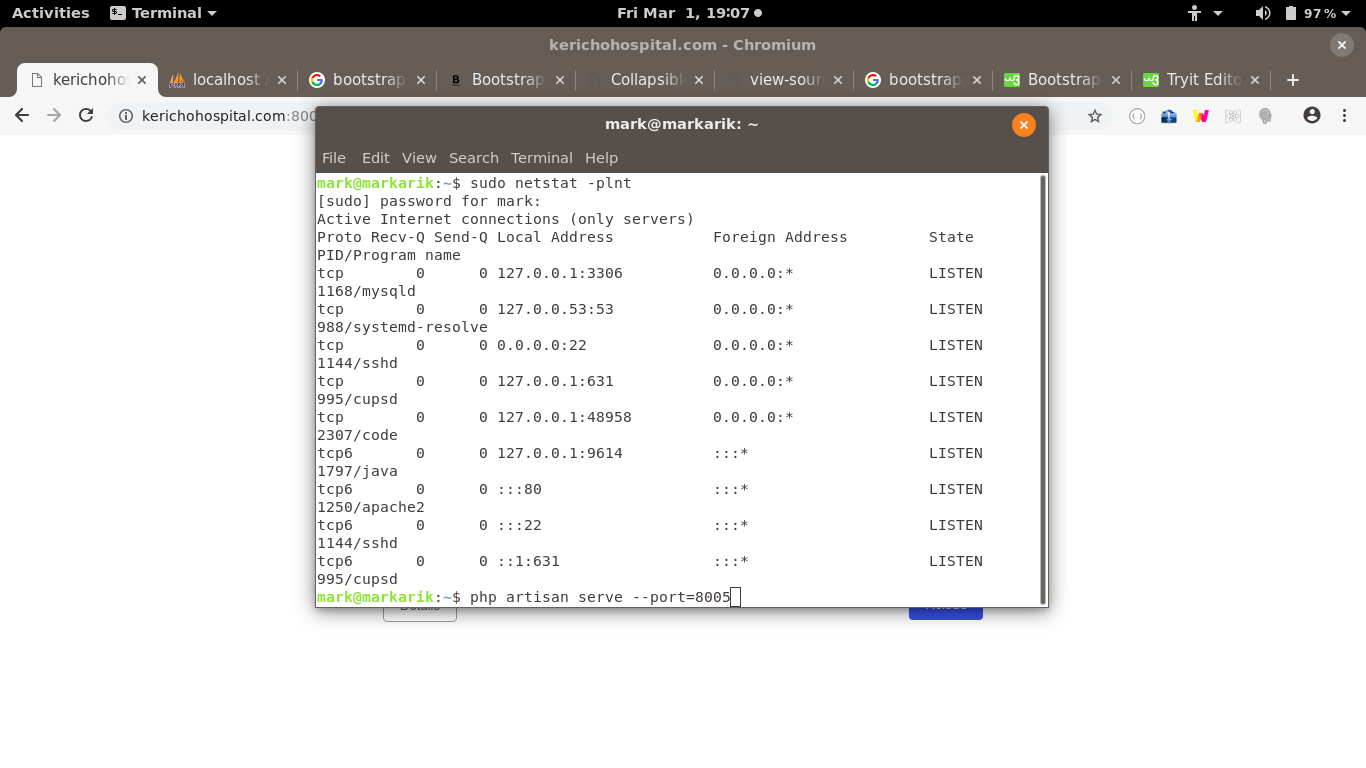 Activities Terminal Fri Mar 1, 19:07 97%
kerichohospital.com - Chromium
kerichoho localhost bootstrap Bootstrap Collapsibl view-sour bootstrap Bootstrap Tryit Edito
kerichohospital.com:800
mark@markarik: ~
File Edit View Search Terminal Help
mark@markarik:~$ sudo netstat -plnt
[sudo] password for mark:
Active Internet connections (only servers)
Proto Recv-Q Send-Q Local Address Foreign Address State
PID/Program name
tcp 0 0 127.0.0.1:3306 0.0.0.0:* LISTEN
1168/mysqld
tcp 0 0 127.0.0.53:53 0.0.0.0:* LISTEN
988/systemd-resolve
tcp 0 0 0.0.0.0:22 0.0.0.0:* LISTEN
1144/sshd
tcp 0 0 127.0.0.1:631 0.0.0.0:* LISTEN
995/cupsd
tcp 0 0 127.0.0.1:48958 0.0.0.0:* LISTEN
2307/code
tcp6 0 0 127.0.0.1:9614 :::* LISTEN
1797/java
tcp6 0 0 :::80 :::* LISTEN
1250/apache2
tcp6 0 0 :::22 :::* LISTEN
1144/sshd
tcp6 0 0 ::1:631 :::* LISTEN
995/cupsd
mark@markarik:~$ php artisan serve --port=8005